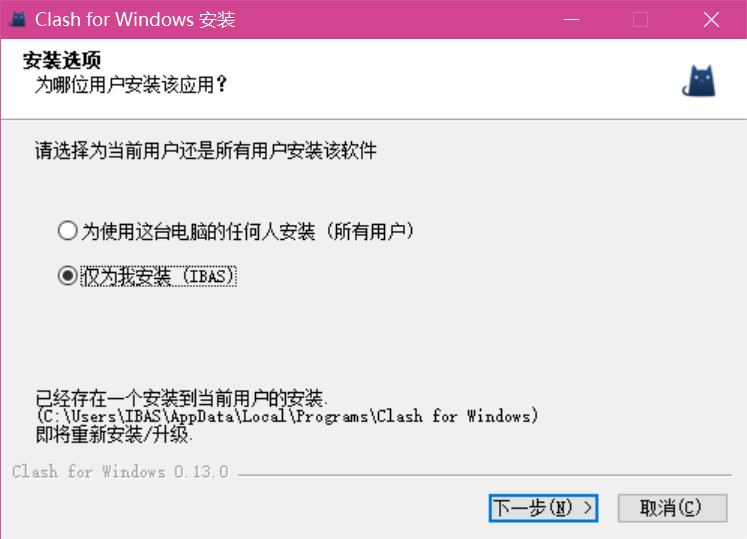 Clash for Windows 安装
安装选项
为哪位用户安装该应用？
请选择为当前用户还是所有用户安装该软件
为使用这台电脑的任何人安装（所有用户）
仅为我安装（IBAS）
已经存在一个安装到当前用户的安装.
(C:\Users\IBAS\AppData\Local\Programs\Clash for Windows)
即将重新安装/升级.
Clash for Windows 0.13.0
下一步(N) >
取消(C)